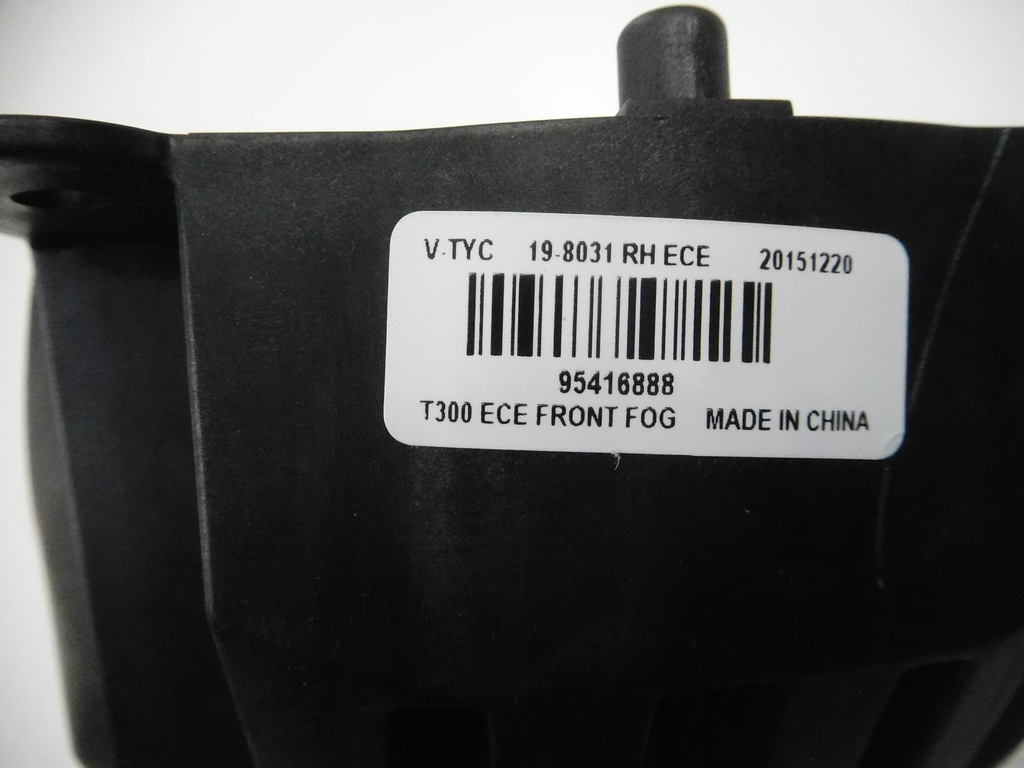 V-TYC 19-8031 RH ECE 20151220
95416888
T300 ECE FRONT FOG MADE IN CHINA